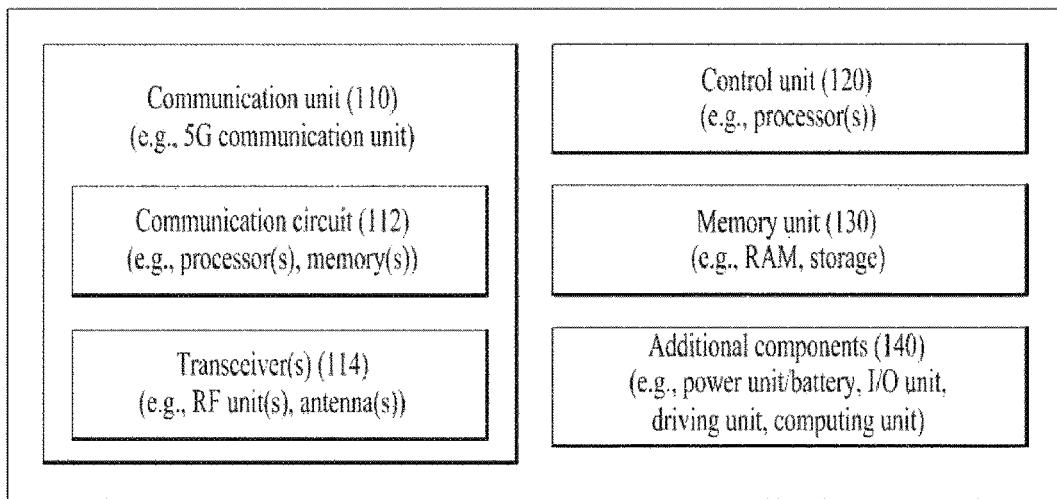 Communication unit (110)
(e.g., 5G communication unit)
Communication circuit (112)
(e.g., processor(s), memory(s))
Transceiver(s) (114)
(e.g., RF unit(s), antenna(s))
Control unit (120)
(e.g., processor(s))
Memory unit (130)
(e.g., RAM, storage)
Additional components (140)
(e.g., power unit/battery, I/O unit,
driving unit, computing unit)